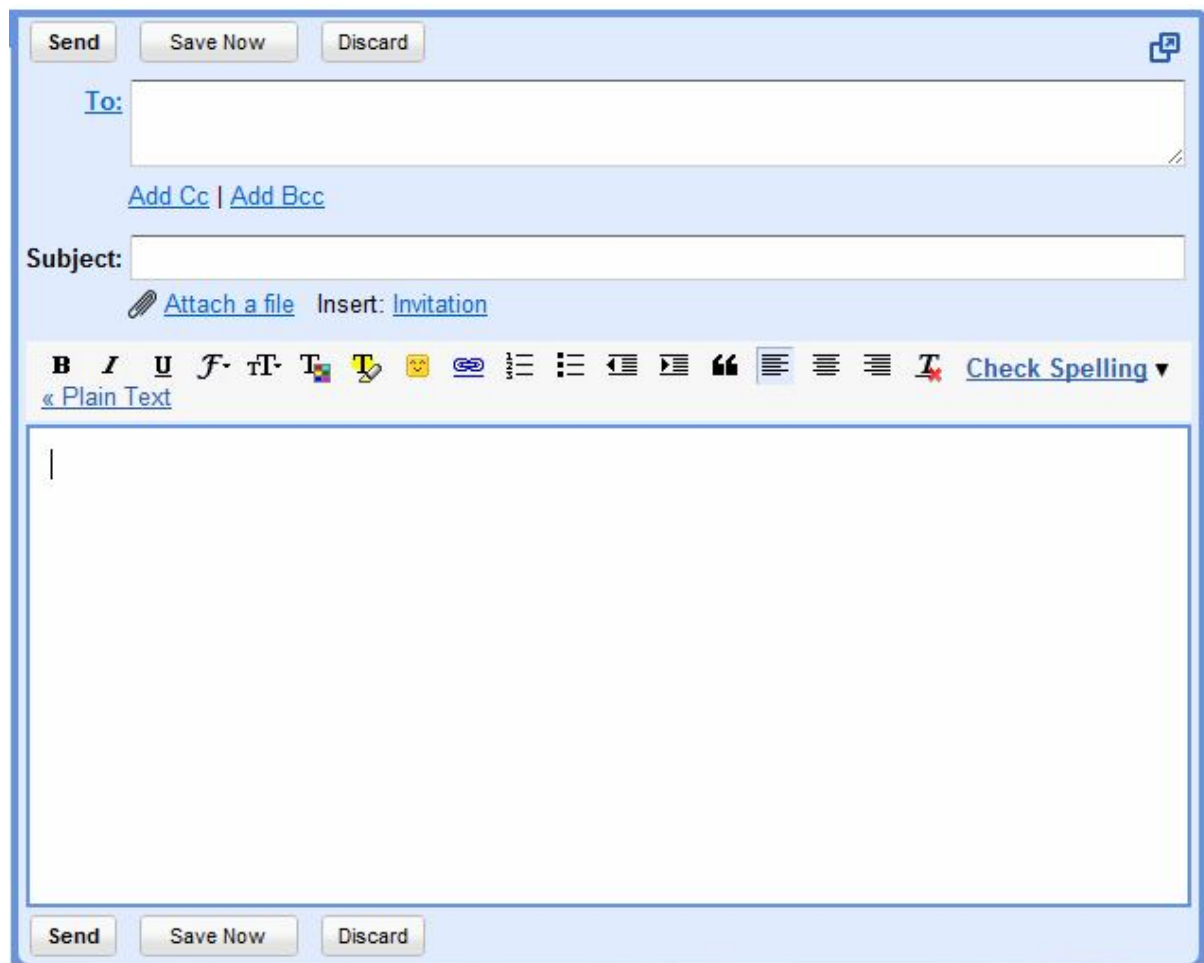 Send Save Now Discard
To:
Add Cc | Add Bcc
Subject:
Attach a file Insert: Invitation
B I U F TT T T Check Spelling ▼
« Plain Text
Send Save Now Discard